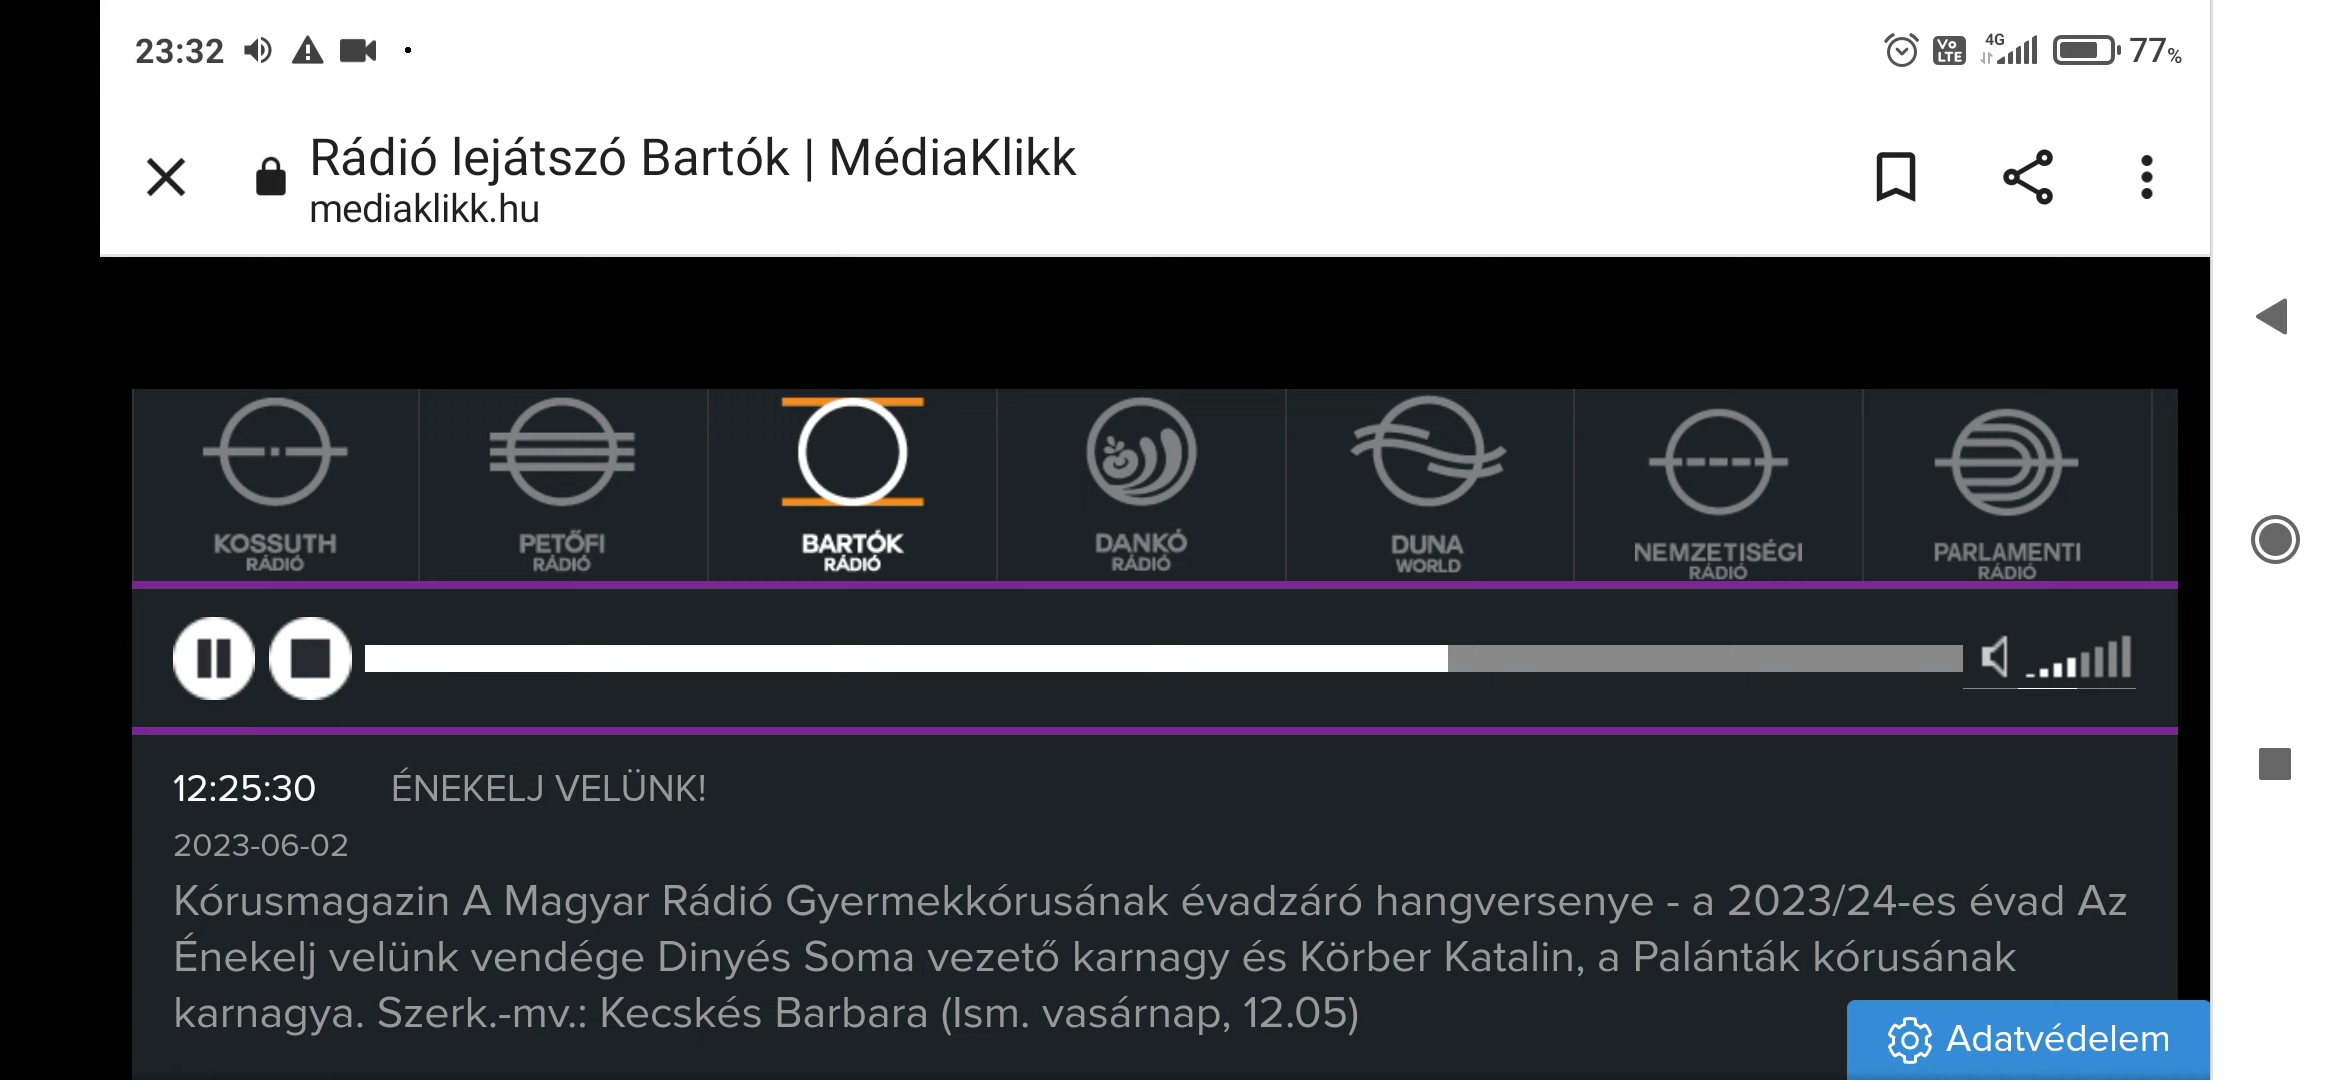 23:32
Vo LTE 4G 77%
Rádió lejátszó Bartók | MédiaKlikk
mediaklikk.hu
KOSSUTH RÁDIÓ
PETŐFI RÁDIÓ
BARTÓK RÁDIÓ
DANKÓ RÁDIÓ
DUNA WORLD
NEMZETISÉGI RÁDIÓ
PARLAMENTI RÁDIÓ
12:25:30 ÉNEKELJ VELÜNK!
2023-06-02
Kórusmagazin A Magyar Rádió Gyermekkórusának évadzáró hangversenye - a 2023/24-es évad Az
Énekelj velünk vendége Dinyés Soma vezető karnagy és Körber Katalin, a Palánták kórusának
karnagya. Szerk.-mv.: Kecskés Barbara (Ism. vasárnap, 12.05)
Adatvédelem